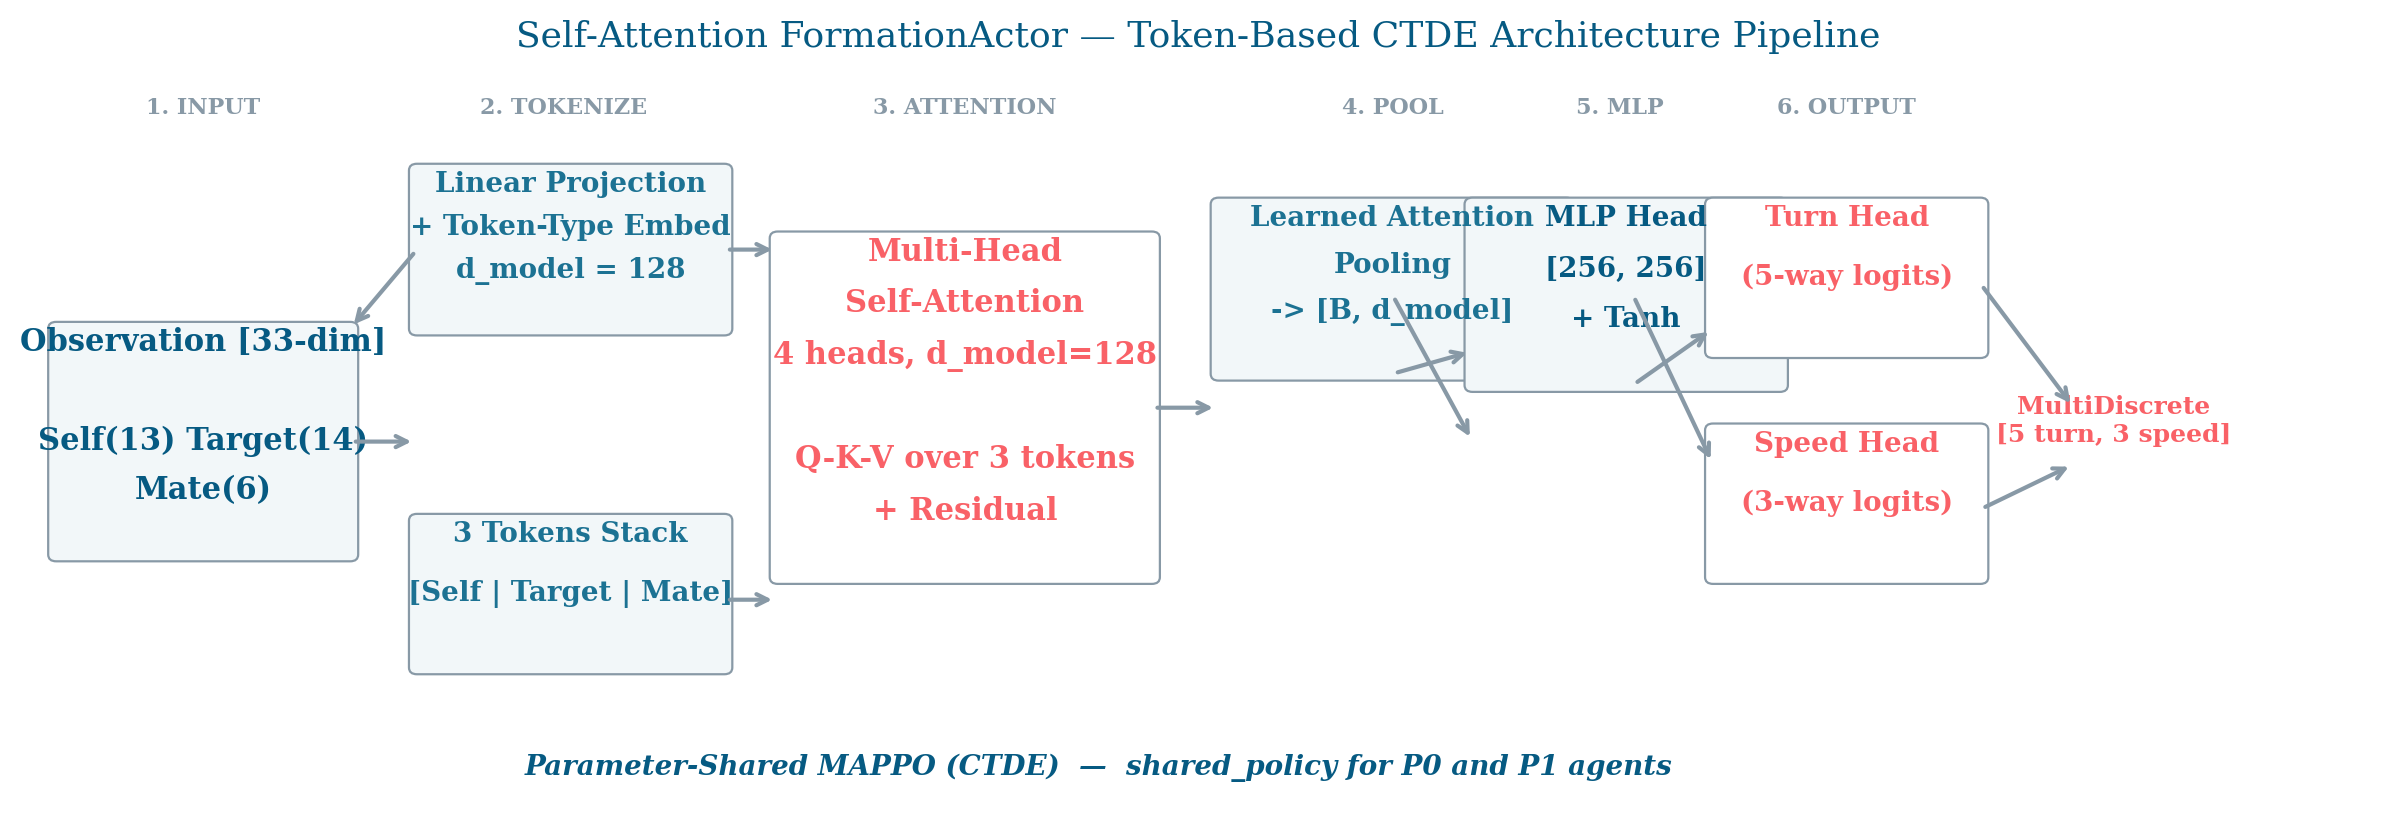 Self-Attention FormationActor — Token-Based CTDE Architecture Pipeline
1. INPUT
2. TOKENIZE
3. ATTENTION
4. POOL
5. MLP
6. OUTPUT
Observation [33-dim]
Self(13) Target(14)
Mate(6)
Linear Projection
+ Token-Type Embed
d_model = 128
3 Tokens Stack
[Self | Target | Mate]
Multi-Head
Self-Attention
4 heads, d_model=128
Q-K-V over 3 tokens
+ Residual
Learned Attention
Pooling
-> [B, d_model]
MLP Head
[256, 256]
+ Tanh
Turn Head
(5-way logits)
Speed Head
(3-way logits)
MultiDiscrete
[5 turn, 3 speed]
Parameter-Shared MAPPO (CTDE) — shared_policy for P0 and P1 agents